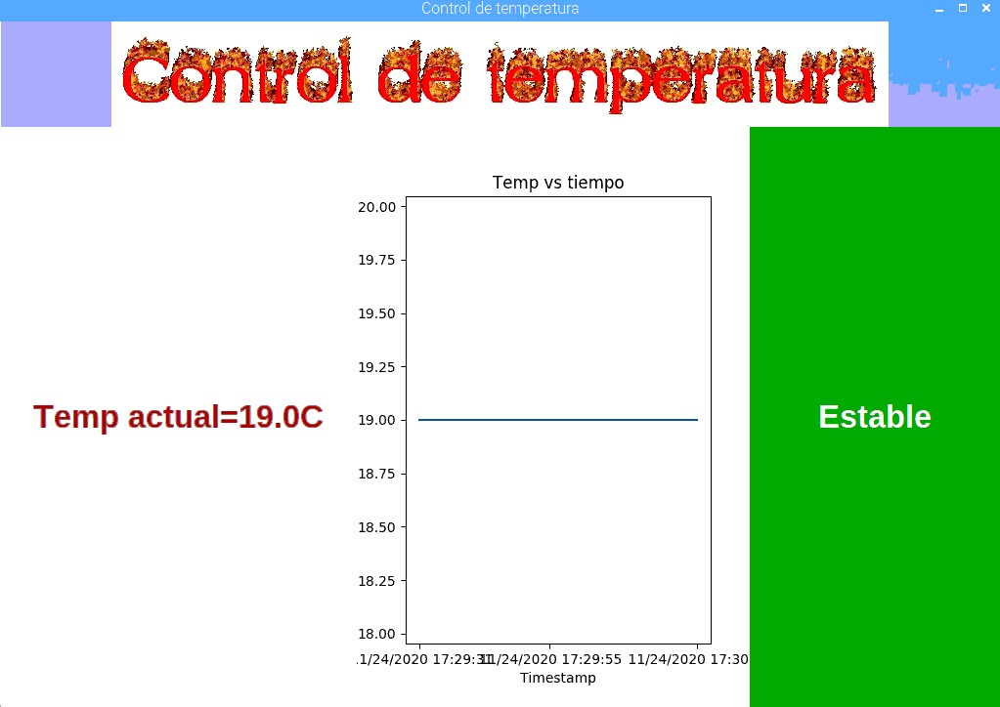 Control de temperatura
Control de temperatura
Temp vs tiempo
20.00
19.75
19.50
19.25
19.00
18.75
18.50
18.25
18.00
Temp actual=19.0C
Estable
1/24/2020 17:29:31 11/24/2020 17:29:55 11/24/2020 17:30
Timestamp